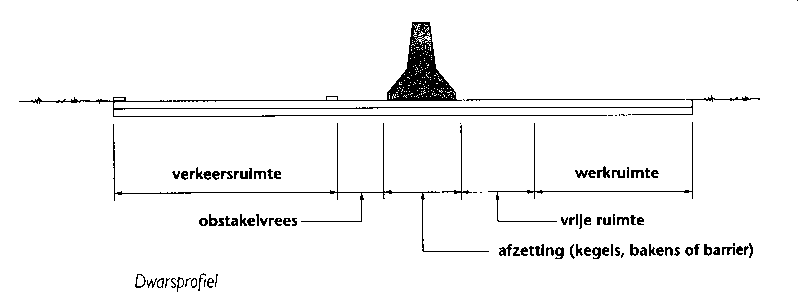 verkeersruimte
werkruimte
obstakelvrees
vrije ruimte
afzetting (kegels, bakens of barrier)
Dwarsprofiel